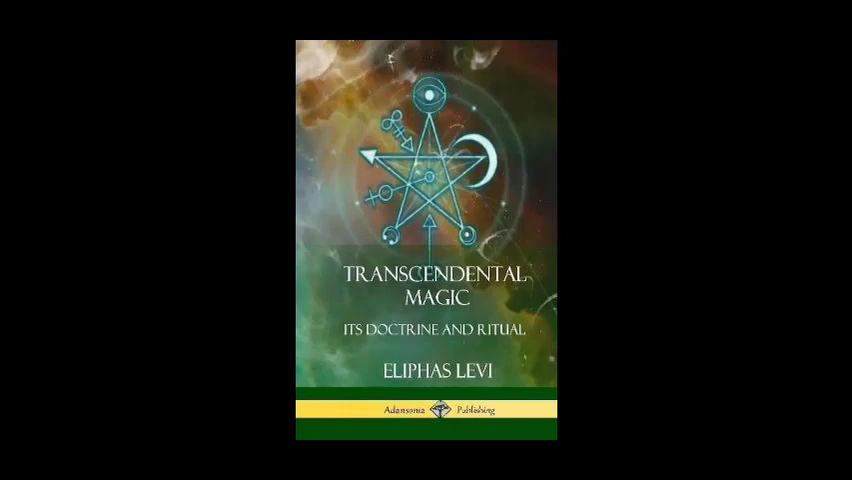 TRANSCENDENTAL
MAGIC
ITS DOCTRINE AND RITUAL
ELIPHAS LEVI
Adansonia Publishing